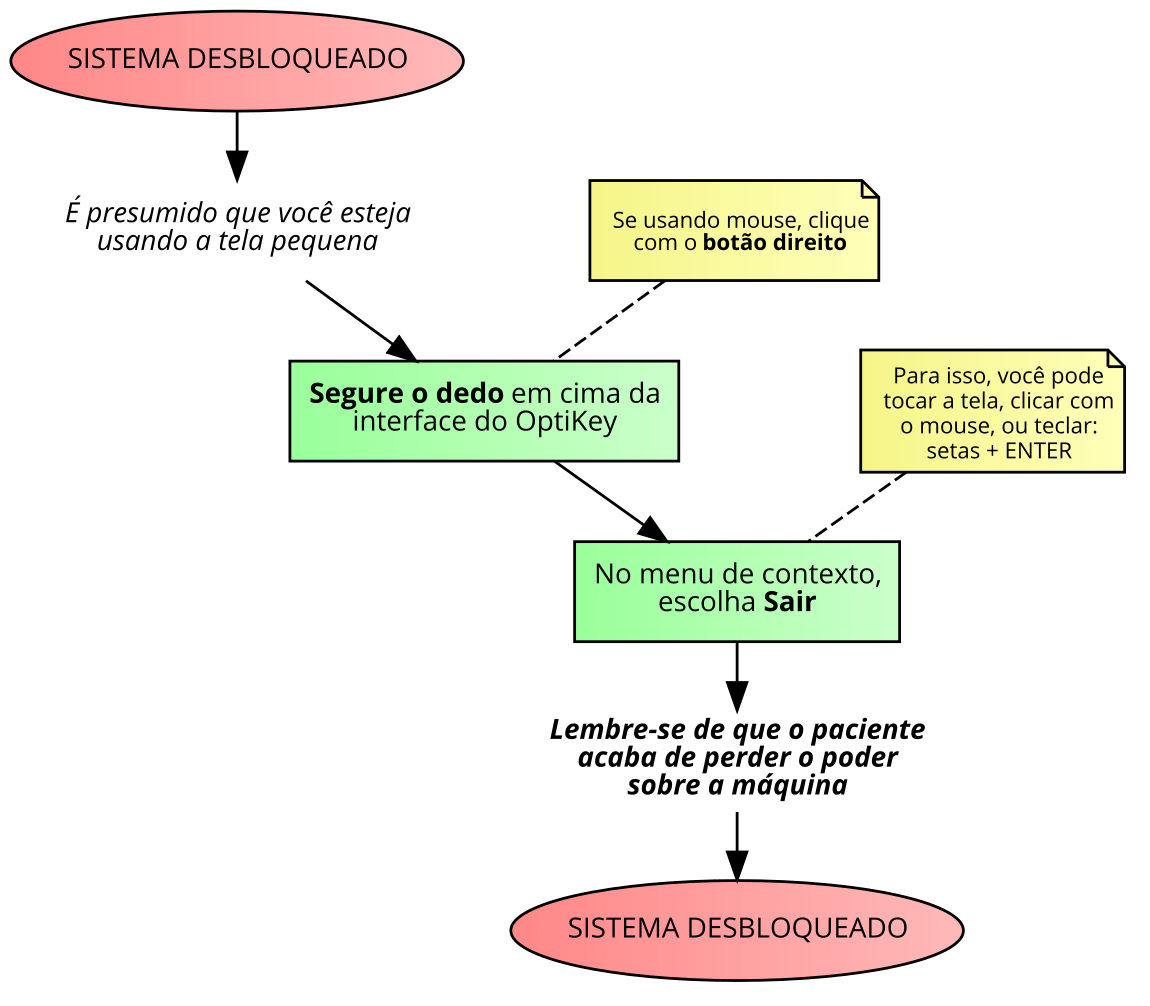 SISTEMA DESBLOQUEADO
É presumido que você esteja
usando a tela pequena
Se usando mouse, clique
com o botão direito
Segure o dedo em cima da
interface do OptiKey
Para isso, você pode
tocar a tela, clicar com
o mouse, ou teclar:
setas + ENTER
No menu de contexto,
escolha Sair
Lembre-se de que o paciente
acaba de perder o poder
sobre a máquina
SISTEMA DESBLOQUEADO